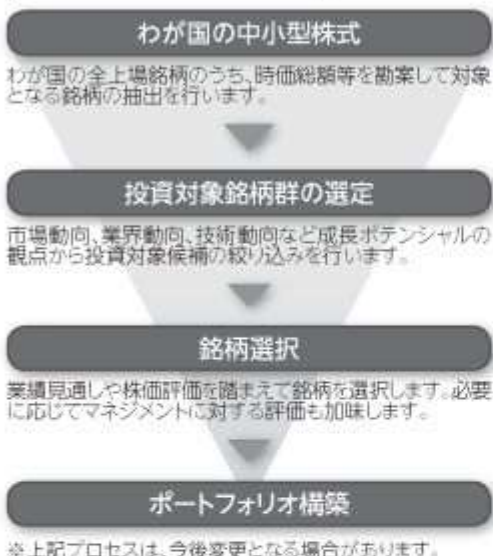 わが国の中小型株式
わが国の全上場銘柄のうち、時価総額等を勘案して対象
となる銘柄の抽出を行います。
投資対象銘柄群の選定
市場動向、業界動向、技術動向など成長ポテンシャルの
観点から投資対象候補の絞り込みを行います。
銘柄選択
業績見通しや株価評価を踏まえて銘柄を選択します。必要
に応じてマネジメントに対する評価も加味します。
ポートフォリオ構築
※上記プロセスは、今後変更となる場合があります。